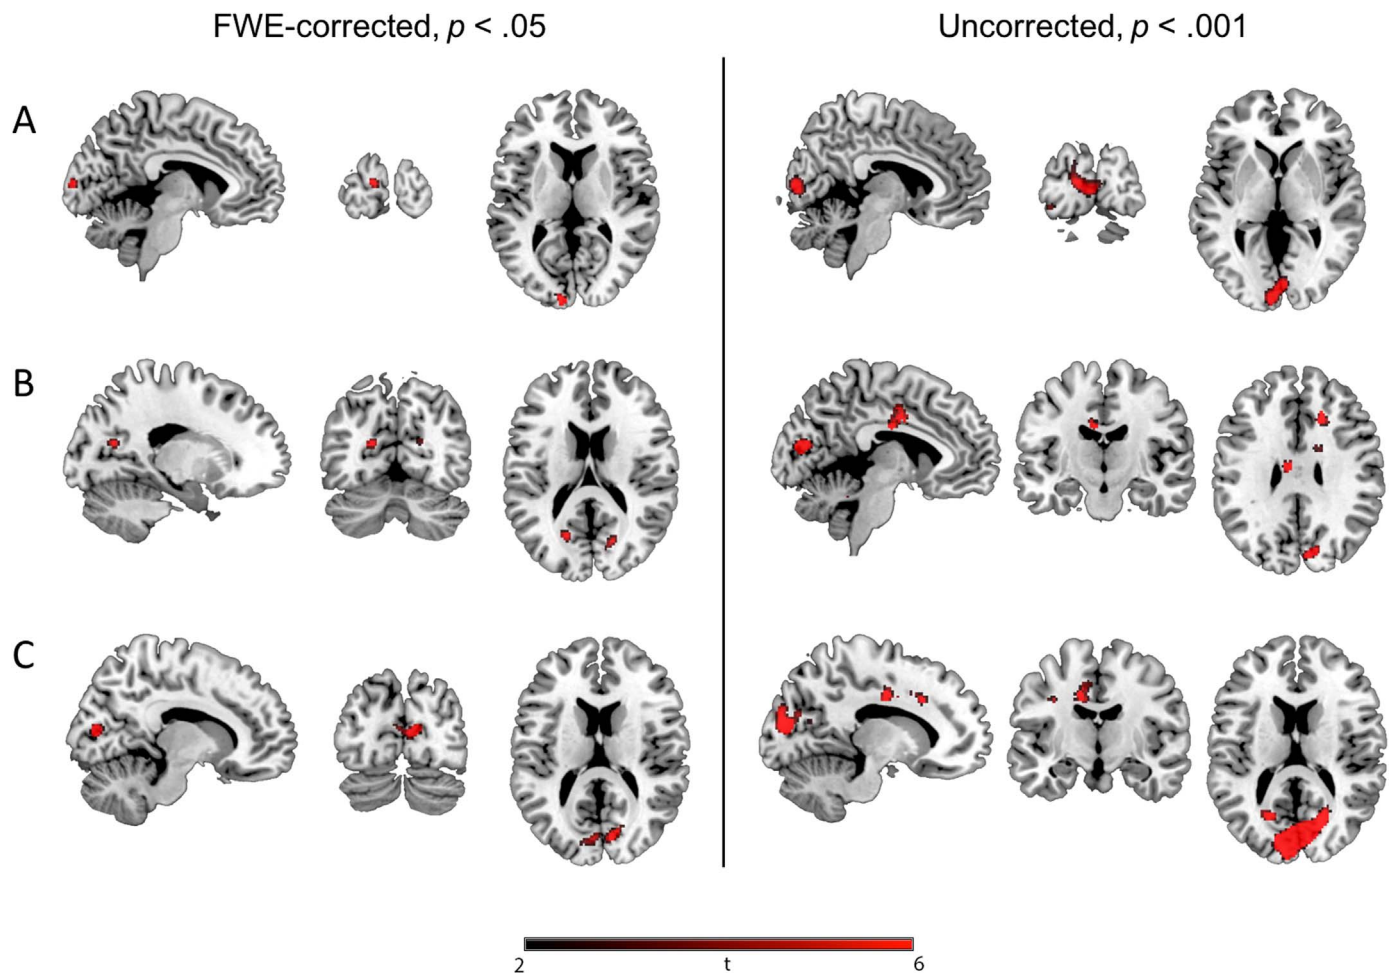 FWE-corrected, p < .05
Uncorrected, p < .001
A
B
C
2 t 6